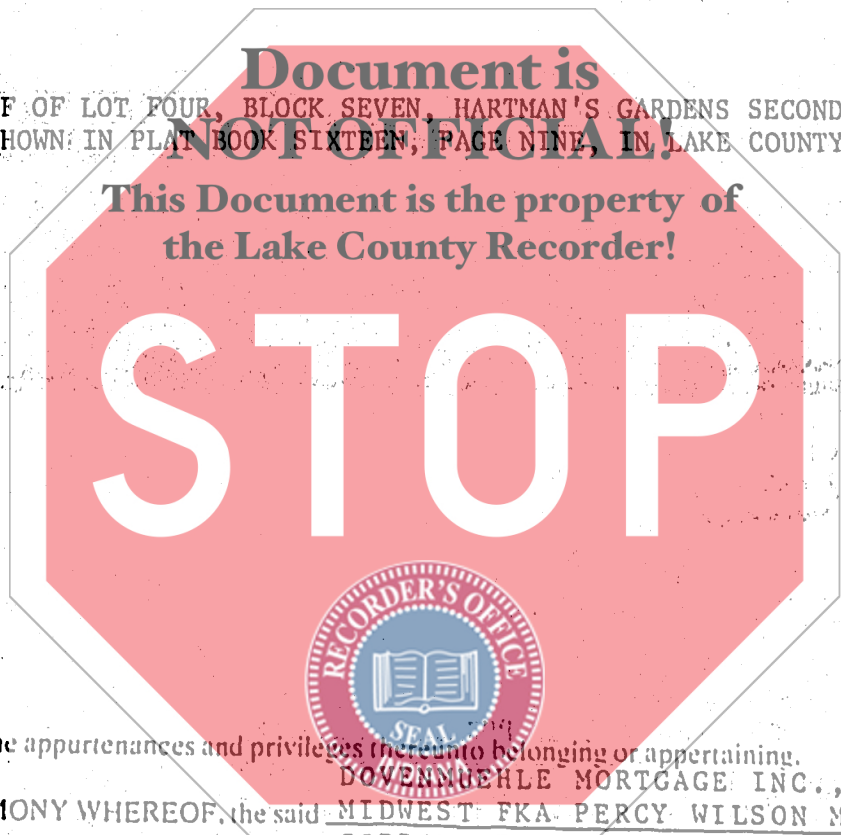 Document is
F OF LOT FOUR, BLOCK SEVEN, HARTMAN'S GARDENS SECOND
HOWN IN PLAT BOOK SIXTEEN, PAGE NINE, IN LAKE COUNTY
NOT OFFICIAL!
This Document is the property of
the Lake County Recorder!
STOP
RECORDER'S OFFICE
SEAL
e appurtenances and privileges thereunto belonging or appertaining.
DOVENMUEHLE MORTGAGE INC.,
MONY WHEREOF, the said MIDWEST FKA PERCY WILSON M